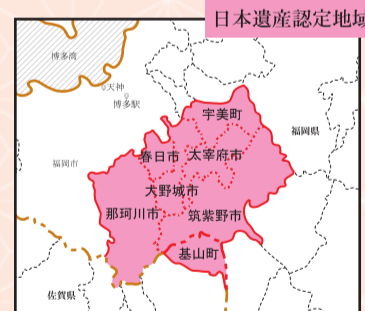 日本遺産認定地域
博多湾
天神
博多駅
宇美町
福岡県
春日市
太宰府市
福岡市
大野城市
那珂川市
筑紫野市
基山町
佐賀県